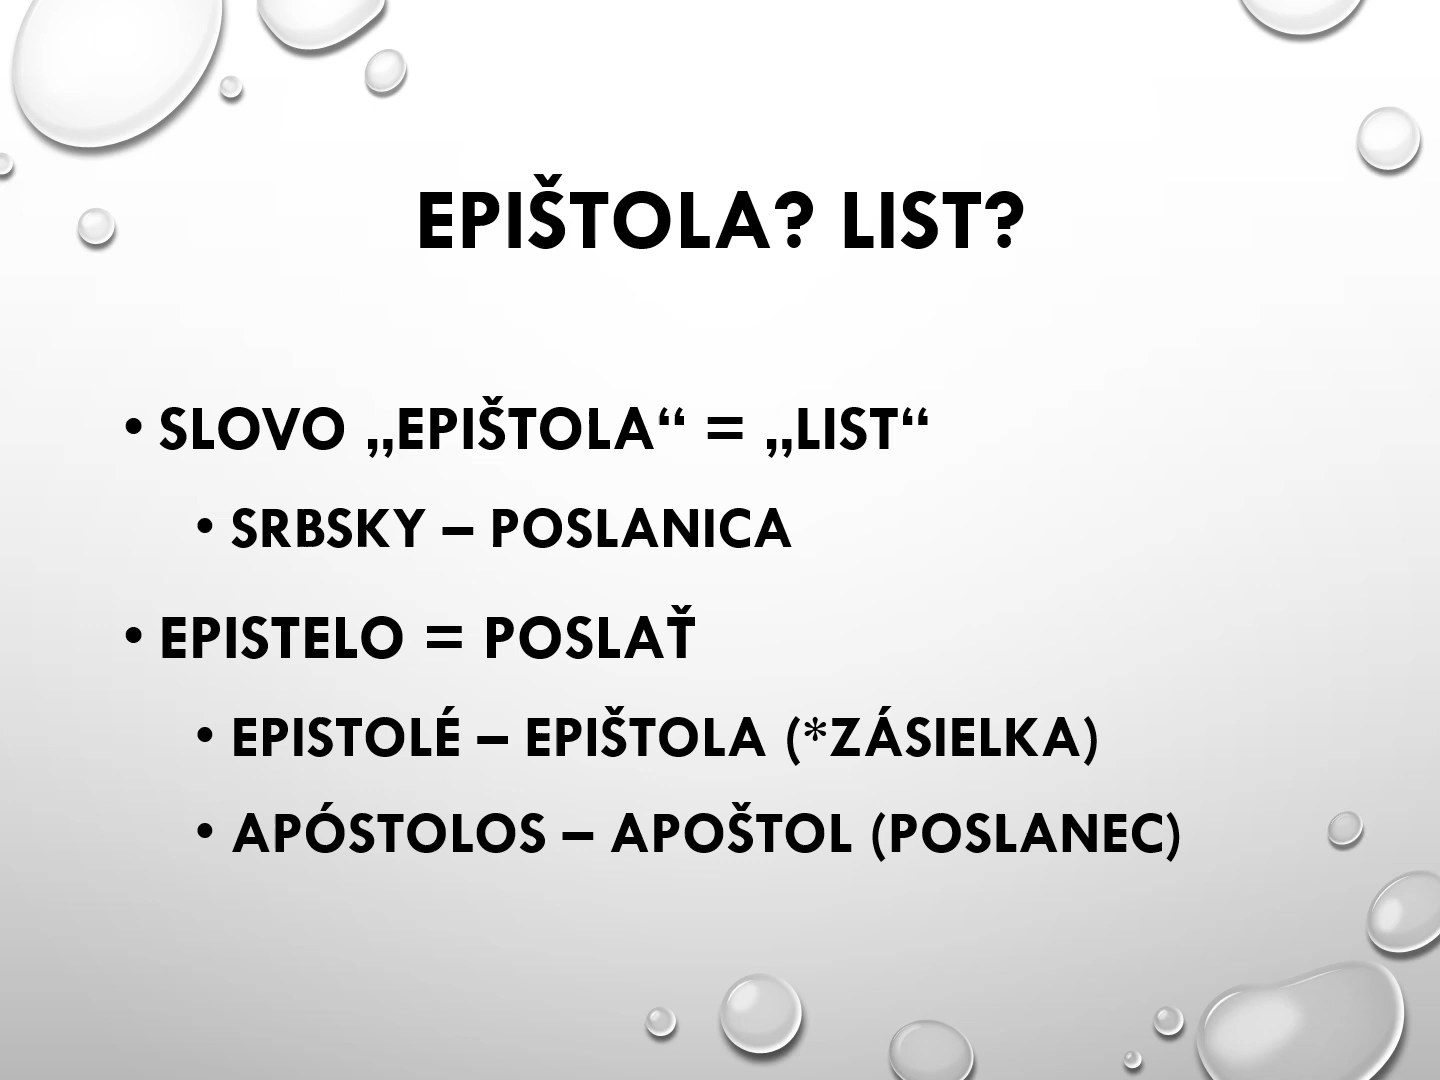 EPIŠTOLA? LIST?
• SLOVO „EPIŠTOLA“ = „LIST“
• SRBSKY – POSLANICA
• EPISTELO = POSLAŤ
• EPISTOLÉ – EPIŠTOLA (*ZÁSIELKA)
• APÓSTOLOS – APOŠTOL (POSLANEC)